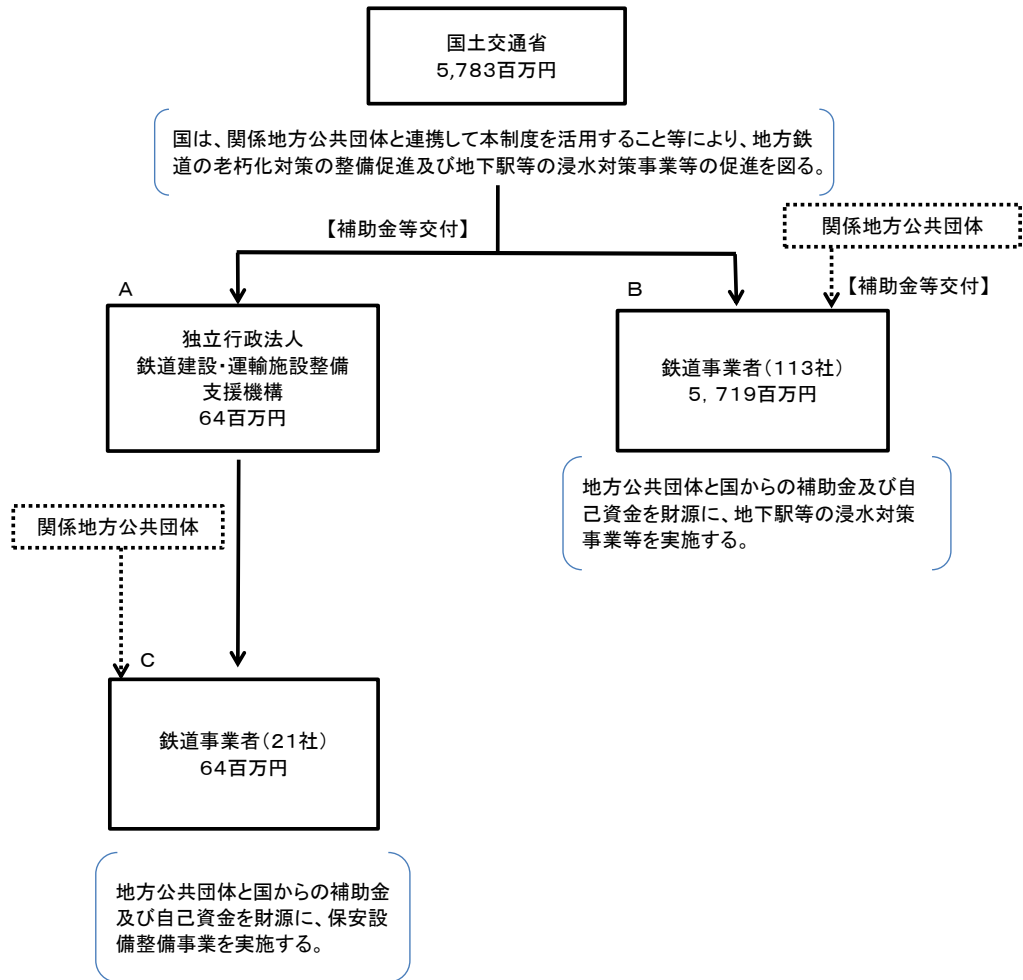 国土交通省
5,783百万円
国は、関係地方公共団体と連携して本制度を活用すること等により、地方鉄
道の老朽化対策の整備促進及び地下駅等の浸水対策事業等の促進を図る。
【補助金等交付】
関係地方公共団体
【補助金等交付】
A
独立行政法人
鉄道建設・運輸施設整備
支援機構
64百万円
B
鉄道事業者(113社)
5,719百万円
地方公共団体と国からの補助金及び自
己資金を財源に、地下駅等の浸水対策
事業等を実施する。
関係地方公共団体
C
鉄道事業者(21社)
64百万円
地方公共団体と国からの補助金
及び自己資金を財源に、保安設
備整備事業を実施する。